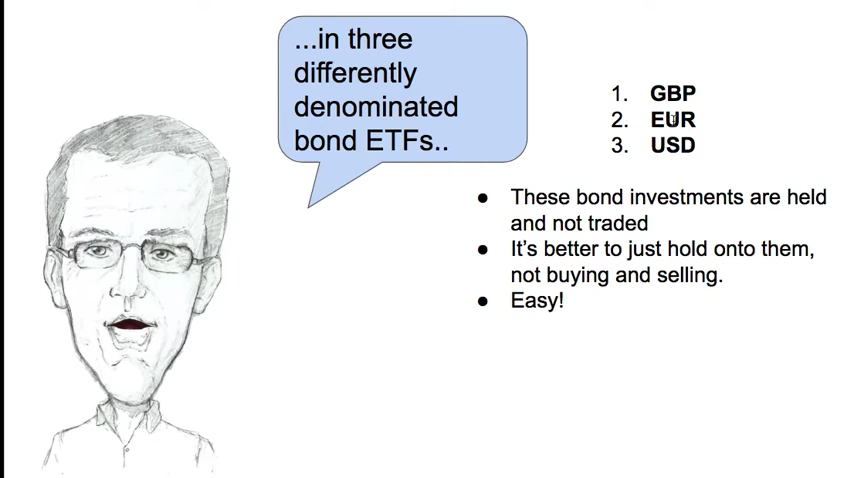 ...in three
differently
denominated
bond ETFs..
1. GBP
2. EUR
3. USD
● These bond investments are held
and not traded
● It's better to just hold onto them,
not buying and selling.
● Easy!